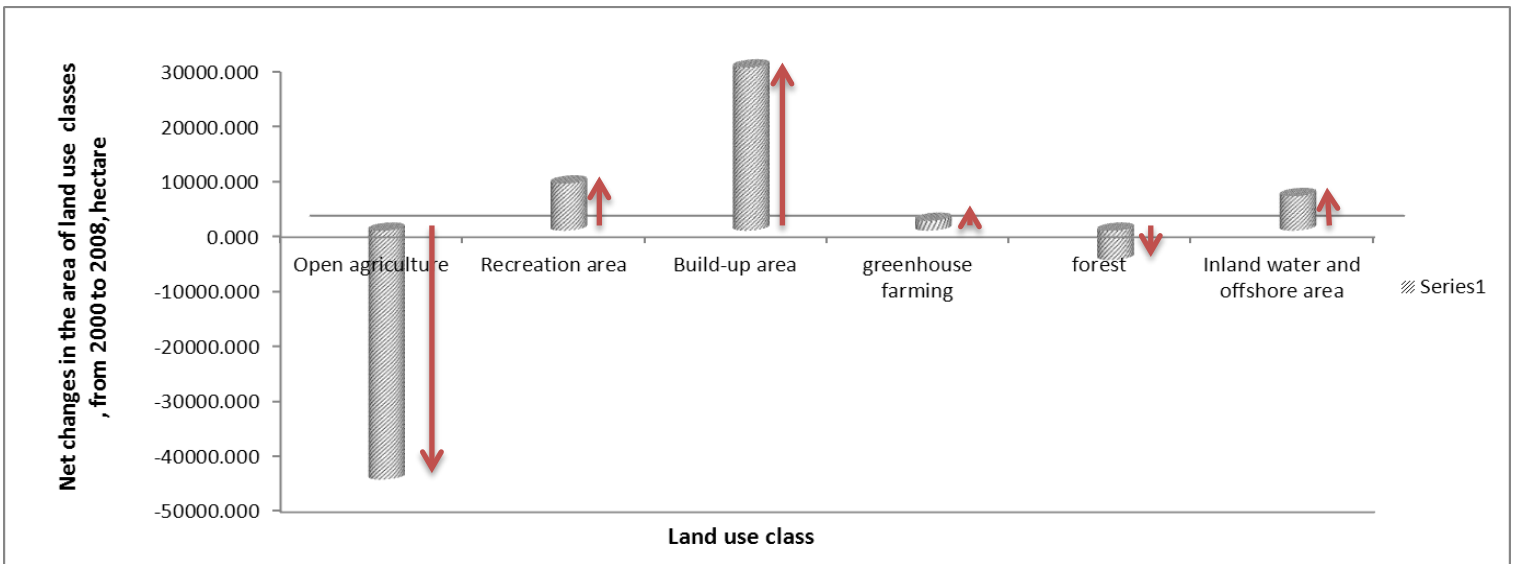 Net changes in the area of land use classes
, from 2000 to 2008, hectare
30000.000
20000.000
10000.000
0.000
-10000.000
-20000.000
-30000.000
-40000.000
-50000.000
Open agriculture
Recreation area
Build-up area
greenhouse
farming
forest
Inland water and
offshore area
Series1
Land use class